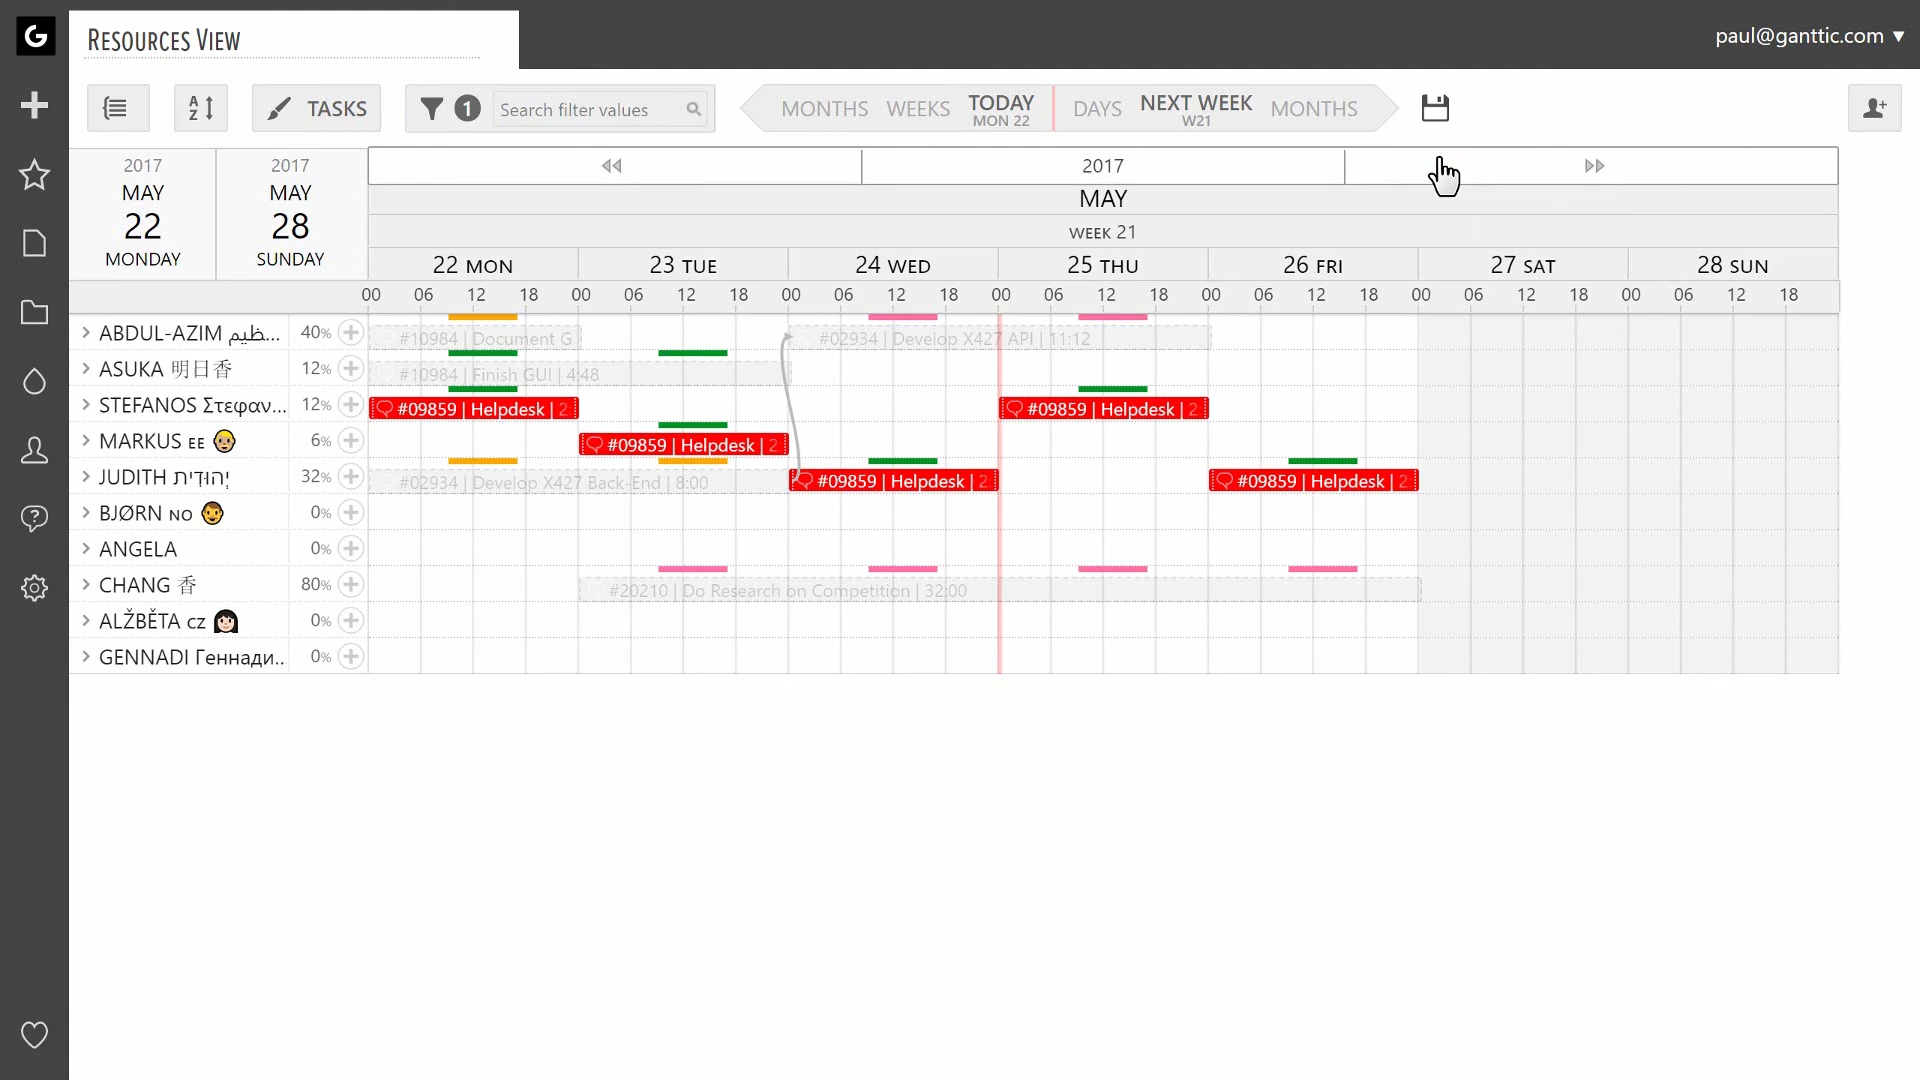 G
RESOURCES VIEW
paul@ganttic.com ▼
A Z
TASKS
1
Search filter values
MONTHS WEEKS TODAY DAYS NEXT WEEK MONTHS
MON 22 W21
2017 MAY 22 MONDAY
2017 MAY 28 SUNDAY
2017
MAY
WEEK 21
22 MON 23 TUE 24 WED 25 THU 26 FRI 27 SAT 28 SUN
00 06 12 18 00 06 12 18 00 06 12 18 00 06 12 18 00 06 12 18 00 06 12 18 00 06 12 18
ABDUL-AZIM ...ظيم 40% #10984 | Document G #02934 | Develop X427 API | 11:12
ASUKA 明日香 12% #10984 | Finish GUI | 4:48
STEFANOS Στεφαν... 12% #09859 | Helpdesk | 2 #09859 | Helpdesk | 2
MARKUS EE 6% #09859 | Helpdesk | 2
JUDITH יְהוּדִית 32% #02934 | Develop X427 Back-End | 8:00 #09859 | Helpdesk | 2 #09859 | Helpdesk | 2
BJØRN NO 0%
ANGELA 0%
CHANG 香 80% #20210 | Do Research on Competition | 32:00
ALŽBĚTA CZ 0%
GENNADI Геннади.. 0%